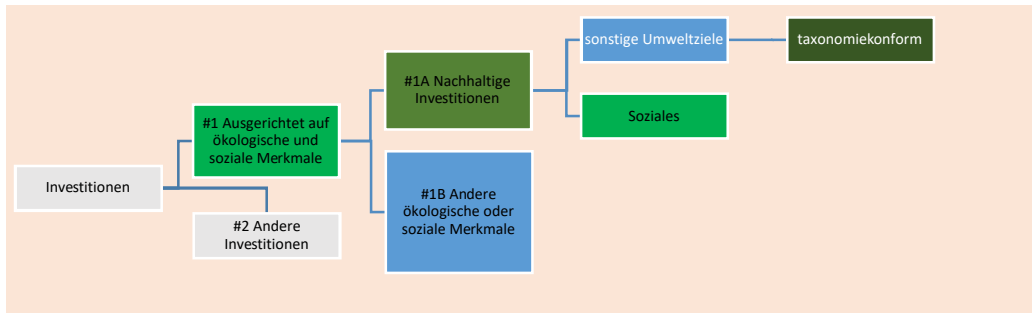 Investitionen
#1 Ausgerichtet auf
ökologische und
soziale Merkmale
#2 Andere
Investitionen
#1A Nachhaltige
Investitionen
#1B Andere
ökologische oder
soziale Merkmale
sonstige Umweltziele
Soziales
taxonomiekonform